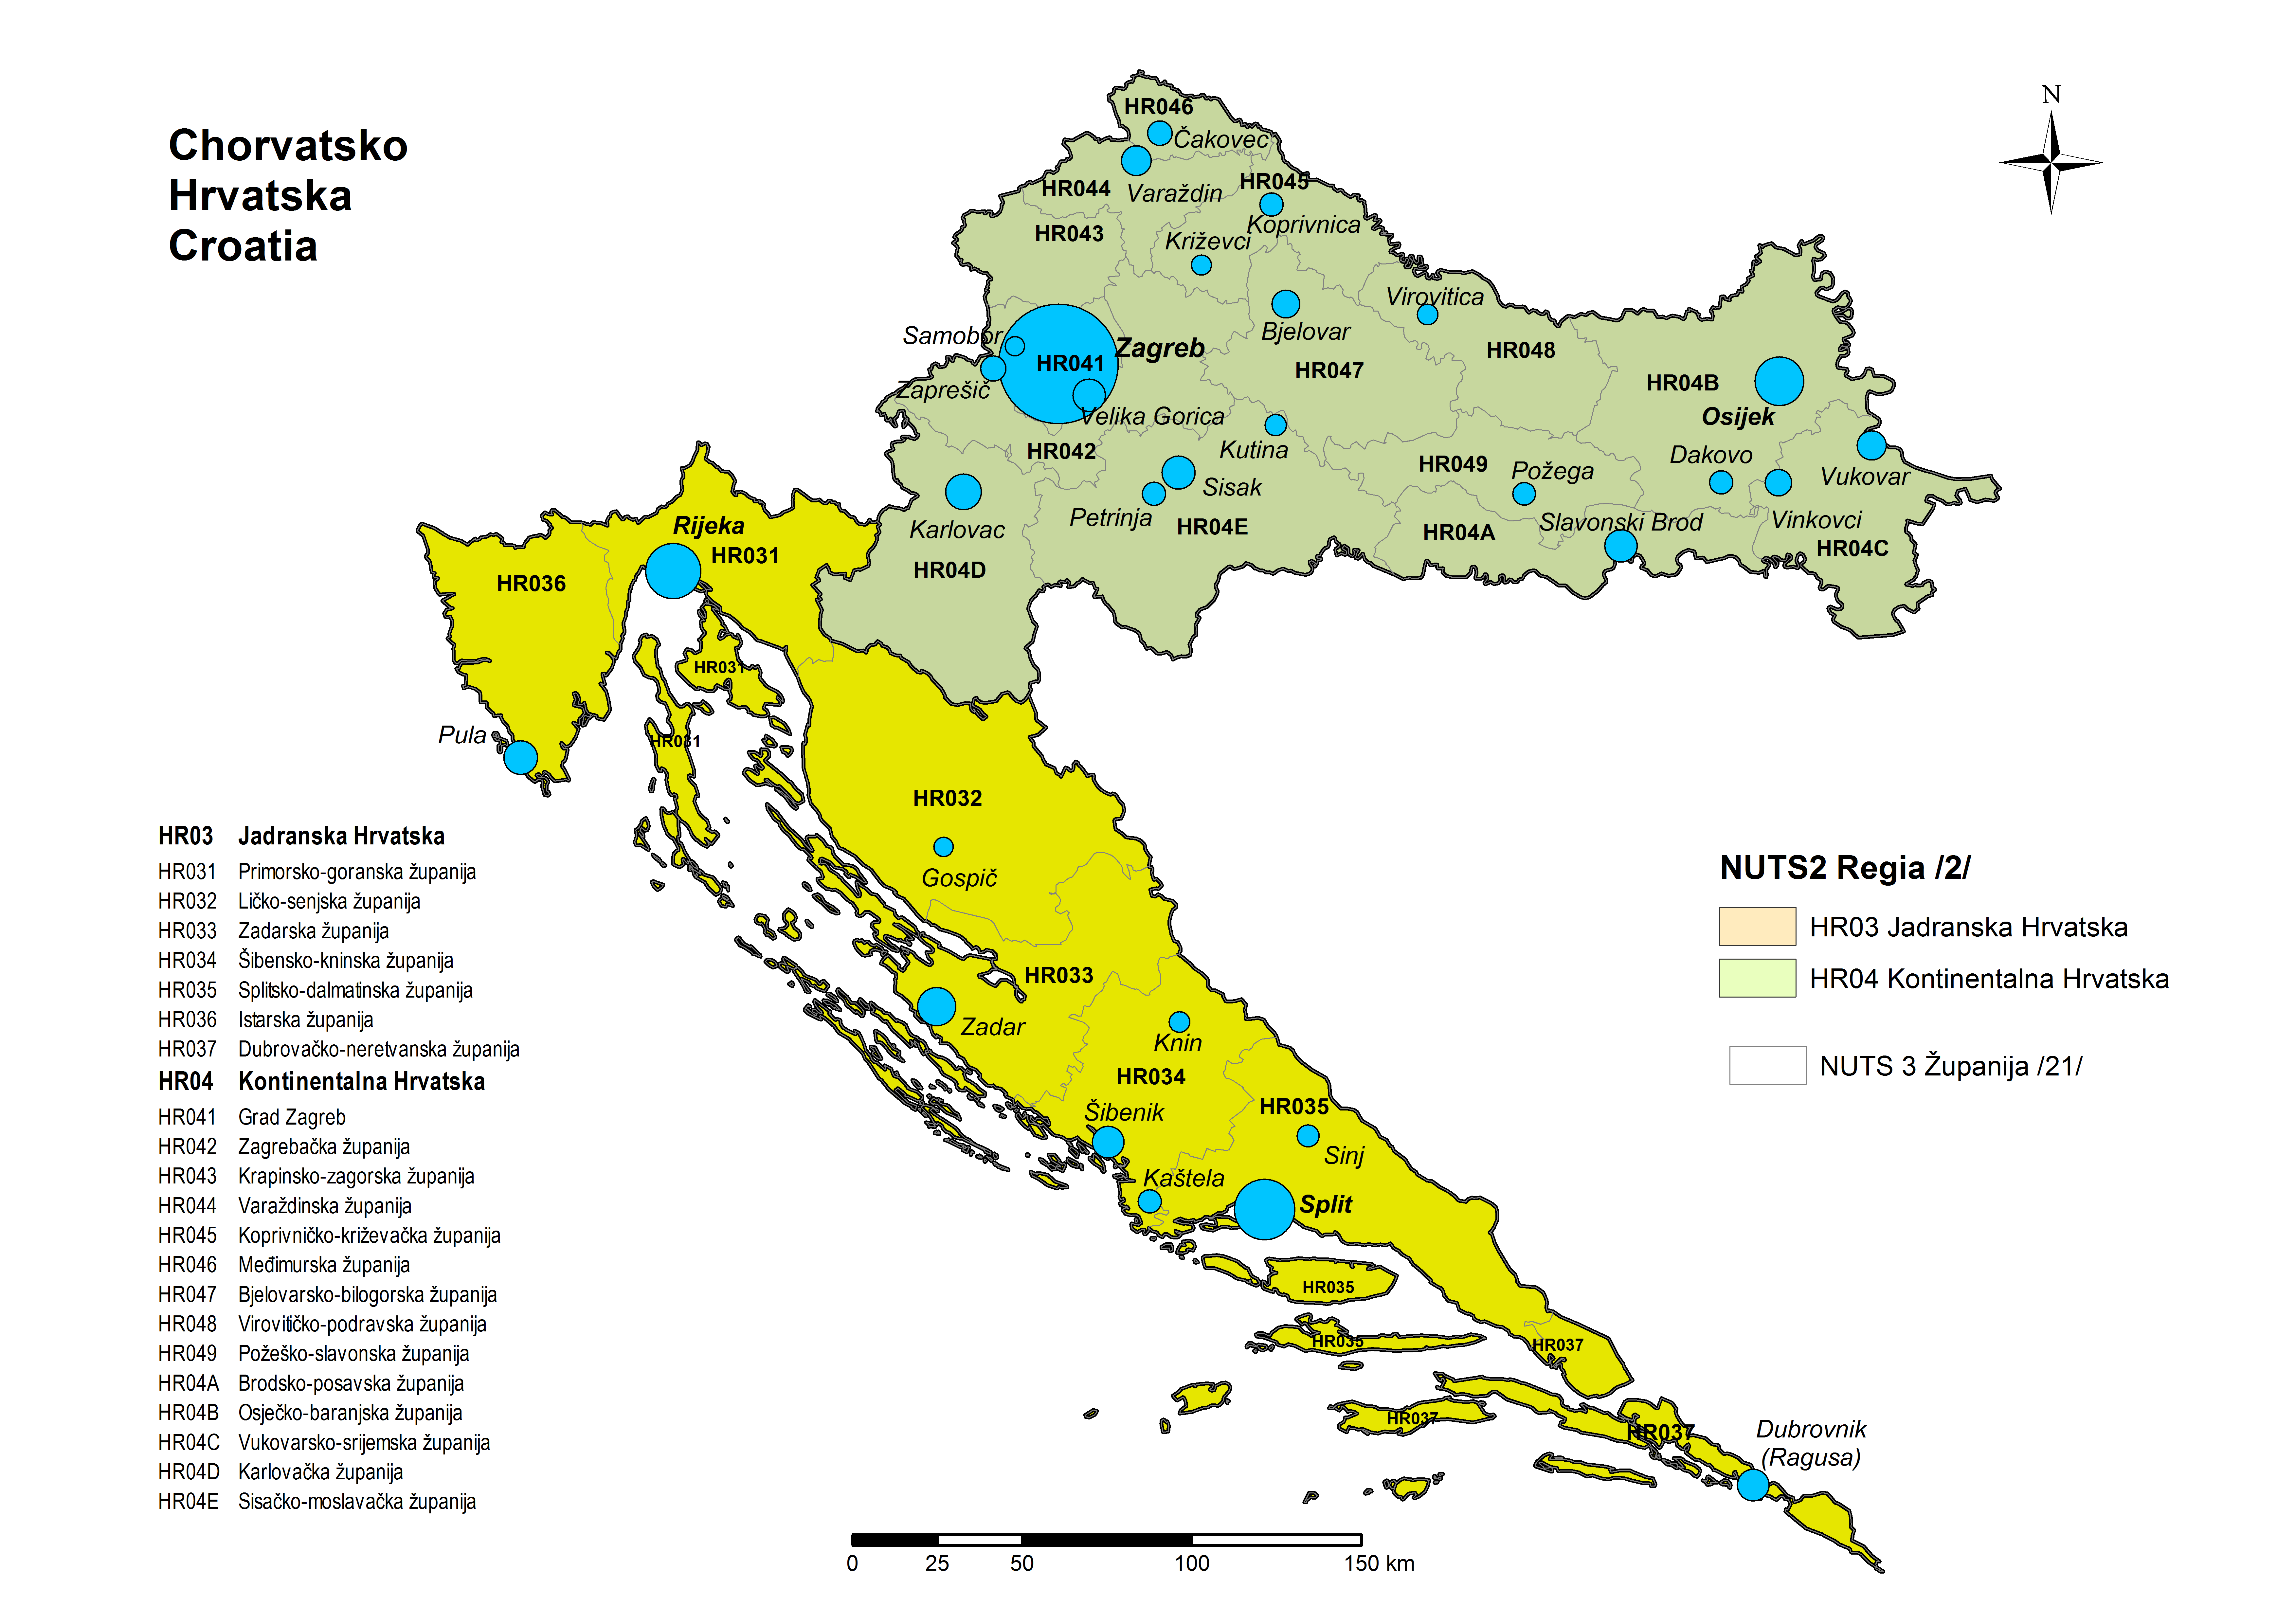 Chorvatsko
Hrvatska
Croatia
N
HR046
Čakovec
HR044
Varaždin
HR045
Koprivnica
HR043
Križevci
Virovitica
Samobor
Bjelovar
Zagreb
HR041
HR048
HR047
Zaprešič
Velika Gorica
HR04B
Osijek
HR042
Kutina
HR049
Požega
Dakovo
Vukovar
Sisak
Karlovac
Petrinja
HR04E
HR04A
Slavonski Brod
Vinkovci
HR04C
HR04D
Rijeka
HR031
HR036
HR031
HR031
Pula
HR032
Gospič
HR033
Zadar
Knin
HR034
Šibenik
HR035
Sinj
Kaštela
Split
HR035
HR035
HR037
HR037
HR037
Dubrovnik
(Ragusa)
HR03 Jadranska Hrvatska
HR031 Primorsko-goranska županija
HR032 Ličko-senjska županija
HR033 Zadarska županija
HR034 Šibensko-kninska županija
HR035 Splitsko-dalmatinska županija
HR036 Istarska županija
HR037 Dubrovačko-neretvanska županija
HR04 Kontinentalna Hrvatska
HR041 Grad Zagreb
HR042 Zagrebačka županija
HR043 Krapinsko-zagorska županija
HR044 Varaždinska županija
HR045 Koprivničko-križevačka županija
HR046 Međimurska županija
HR047 Bjelovarsko-bilogorska županija
HR048 Virovitičko-podravska županija
HR049 Požeško-slavonska županija
HR04A Brodsko-posavska županija
HR04B Osječko-baranjska županija
HR04C Vukovarsko-srijemska županija
HR04D Karlovačka županija
HR04E Sisačko-moslavačka županija
NUTS2 Regia /2/
HR03 Jadranska Hrvatska
HR04 Kontinentalna Hrvatska
NUTS 3 Županija /21/
0 25 50 100 150 km